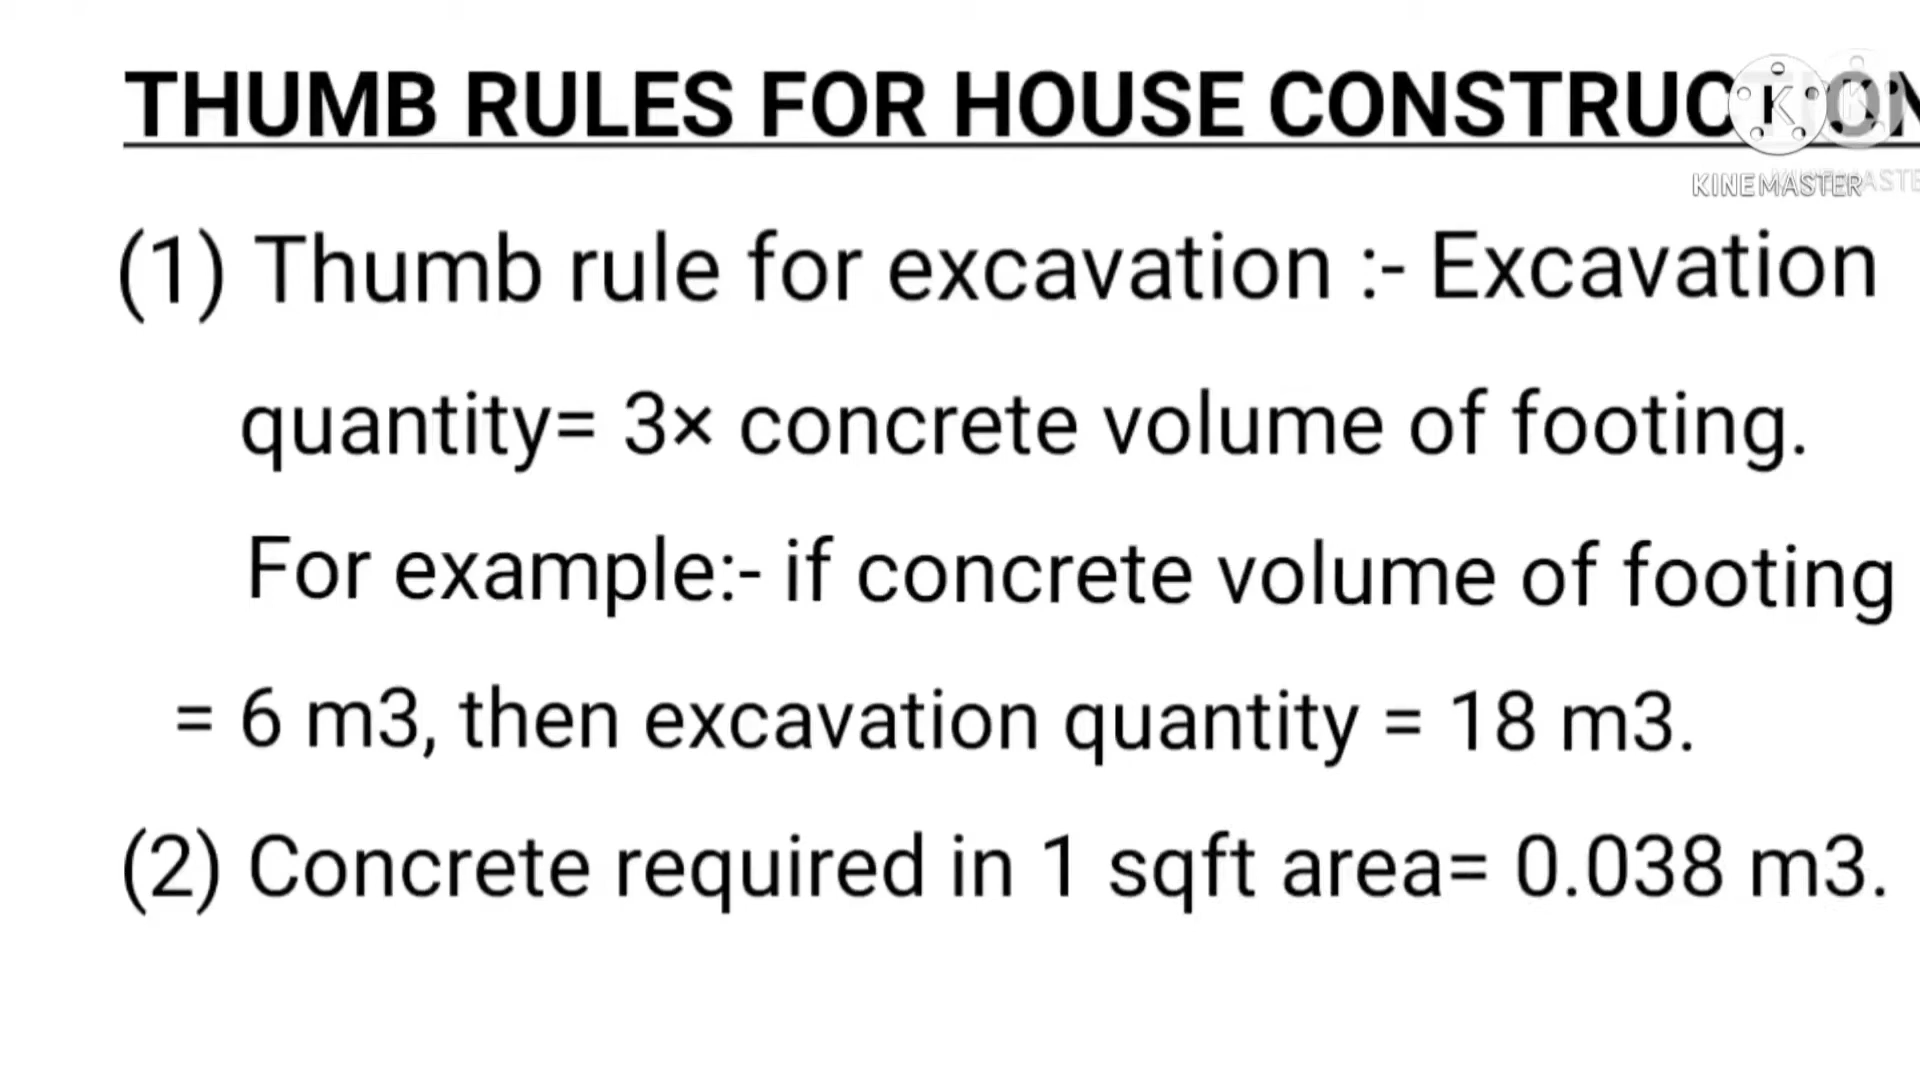 THUMB RULES FOR HOUSE CONSTRUCTION
KINEMASTER
(1) Thumb rule for excavation :- Excavation
quantity= 3× concrete volume of footing.
For example:- if concrete volume of footing
= 6 m3, then excavation quantity = 18 m3.
(2) Concrete required in 1 sqft area= 0.038 m3.